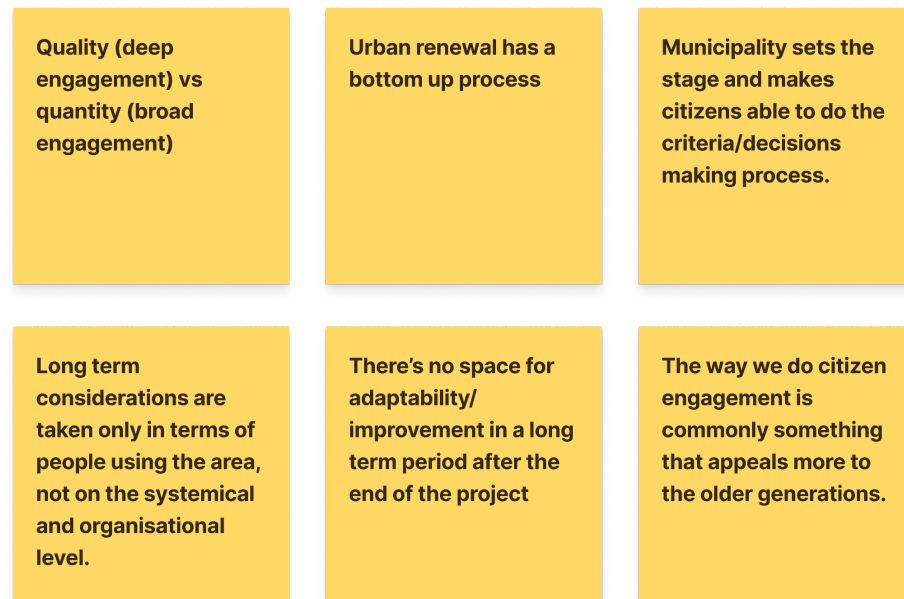 Quality (deep
engagement) vs
quantity (broad
engagement)
Urban renewal has a
bottom up process
Municipality sets the
stage and makes
citizens able to do the
criteria/decisions
making process.
Long term
considerations are
taken only in terms of
people using the area,
not on the systemical
and organisational
level.
There’s no space for
adaptability/
improvement in a long
term period after the
end of the project
The way we do citizen
engagement is
commonly something
that appeals more to
the older generations.